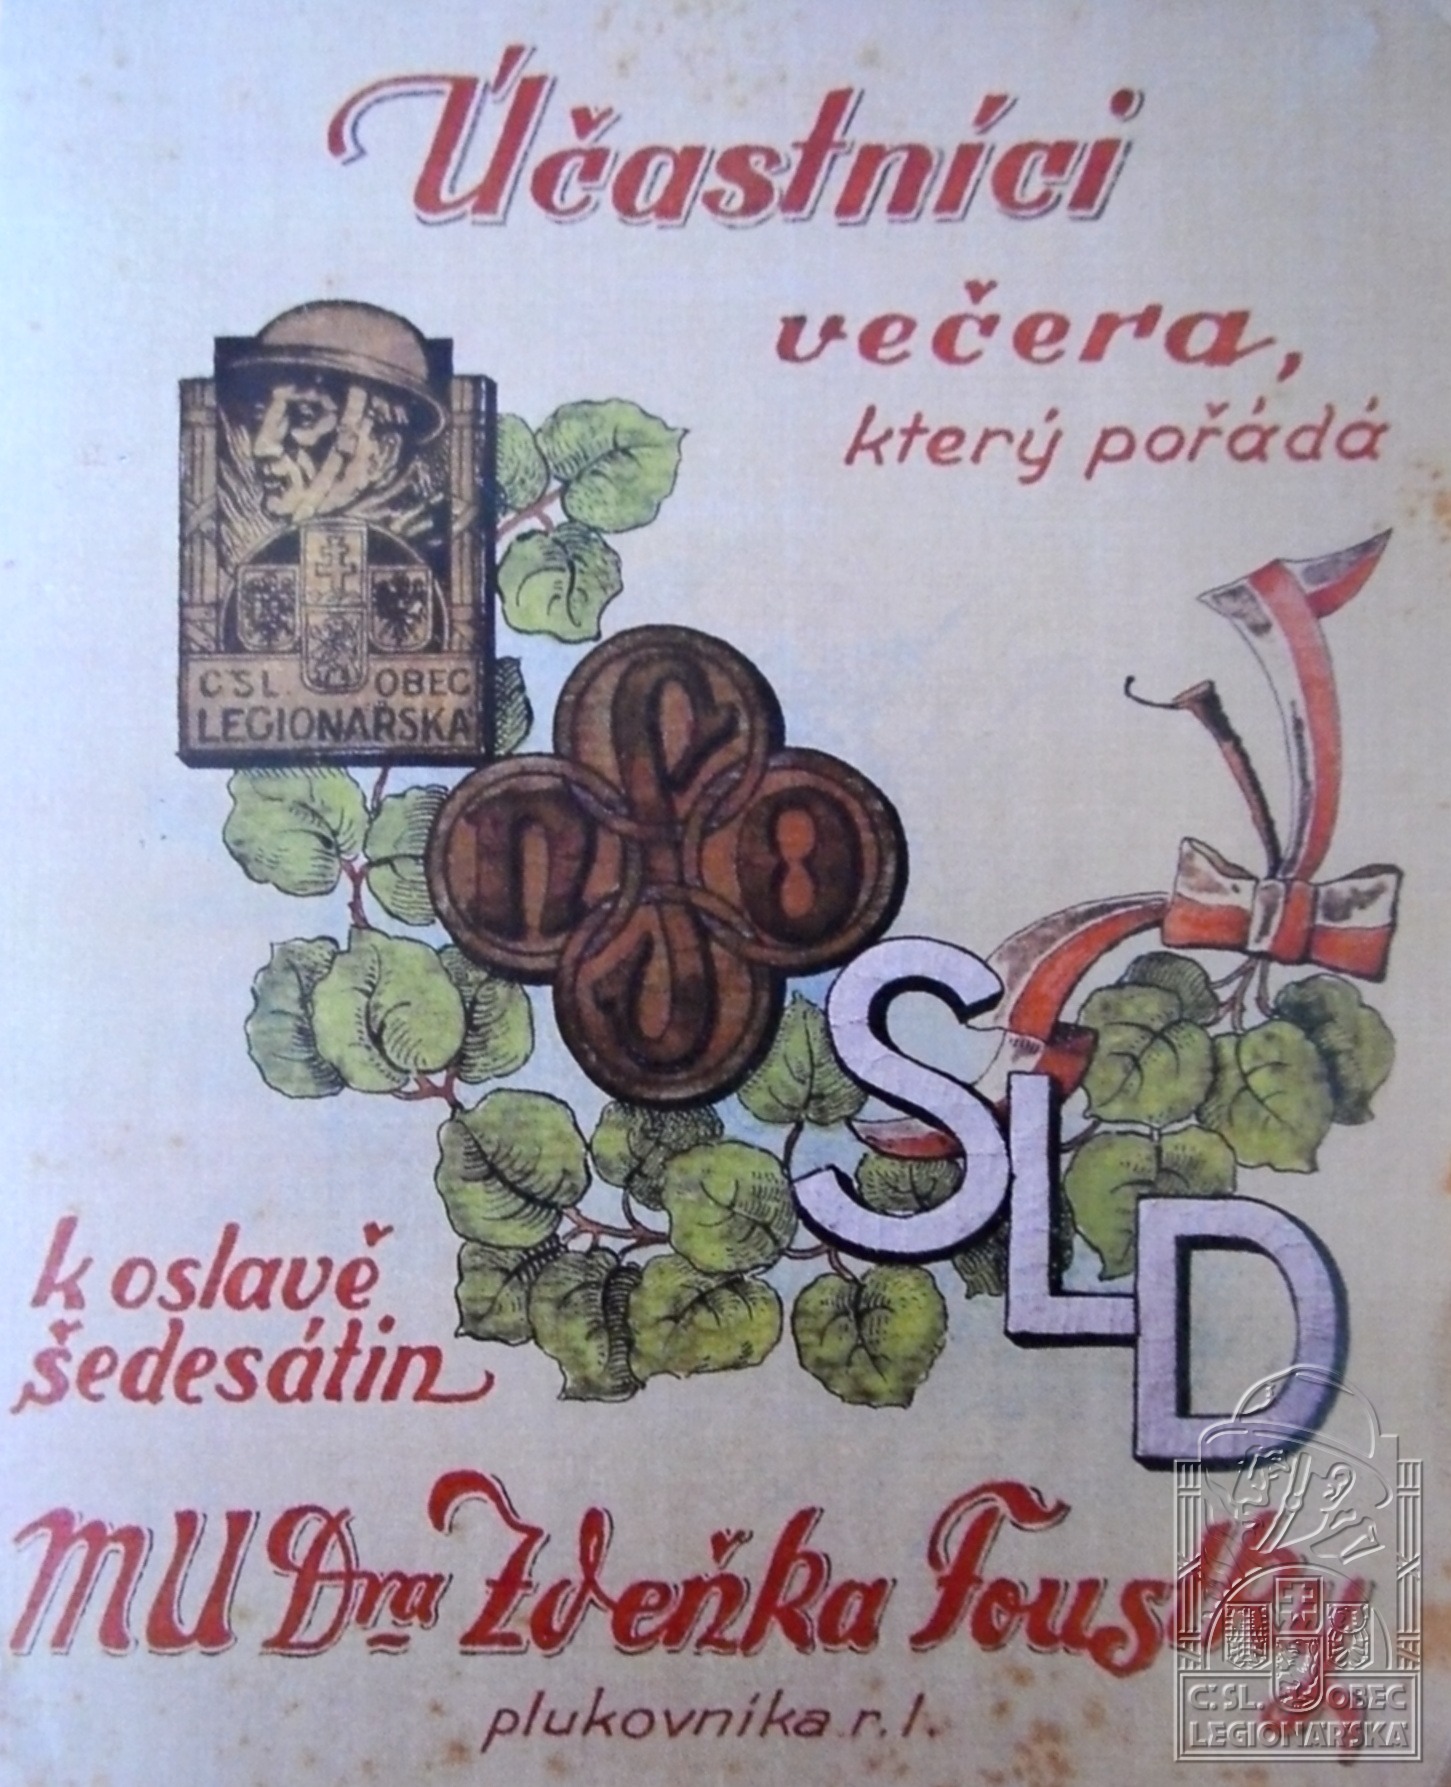 Účastníci
večera,
který pořádá
ČSL. OBEC
LEGIONÁŘSKÁ
SLD
k oslavě
šedesátin
MUDra Zdeňka
plukovníka r. l.
ČSL. OBEC
LEGIONÁŘSKÁ